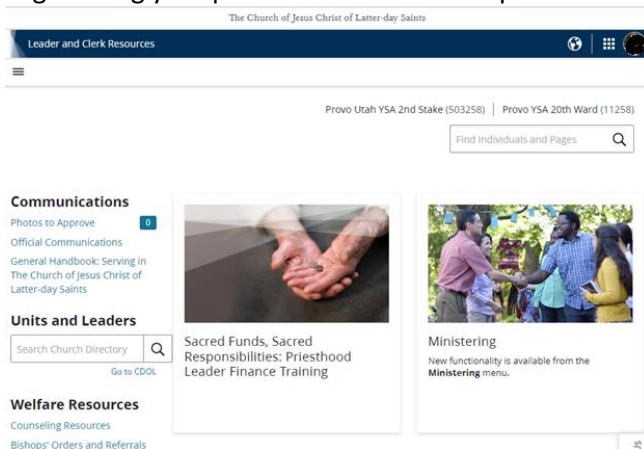 The Church of Jesus Christ of Latter-day Saints
Leader and Clerk Resources
Provo Utah YSA 2nd Stake (503258) | Provo YSA 20th Ward (11258)
Find Individuals and Pages
Communications
Photos to Approve 0
Official Communications
General Handbook: Serving in
The Church of Jesus Christ of
Latter-day Saints
Units and Leaders
Search Church Directory
Go to CDOL
Welfare Resources
Counseling Resources
Bishops' Orders and Referrals
Sacred Funds, Sacred
Responsibilities: Priesthood
Leader Finance Training
Ministering
New functionality is available from the
Ministering menu.